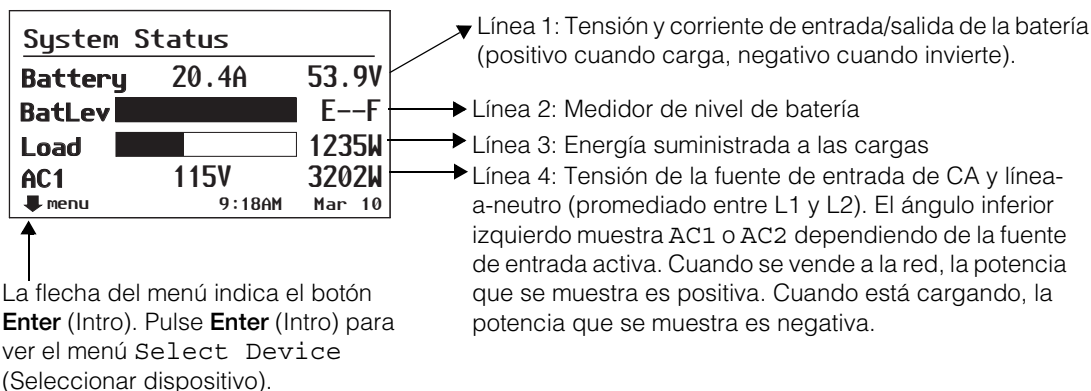 System Status
Battery 20.4A 53.9V
BatLev E--F
Load 1235W
AC1 115V 3202W
menu 9:18AM Mar 10
Línea 1: Tensión y corriente de entrada/salida de la batería
(positivo cuando carga, negativo cuando invierte).
Línea 2: Medidor de nivel de batería
Línea 3: Energía suministrada a las cargas
Línea 4: Tensión de la fuente de entrada de CA y línea-
a-neutro (promediado entre L1 y L2). El ángulo inferior
izquierdo muestra AC1 o AC2 dependiendo de la fuente
de entrada activa. Cuando se vende a la red, la potencia
que se muestra es positiva. Cuando está cargando, la
potencia que se muestra es negativa.
La flecha del menú indica el botón
Enter (Intro). Pulse Enter (Intro) para
ver el menú Select Device
(Seleccionar dispositivo).